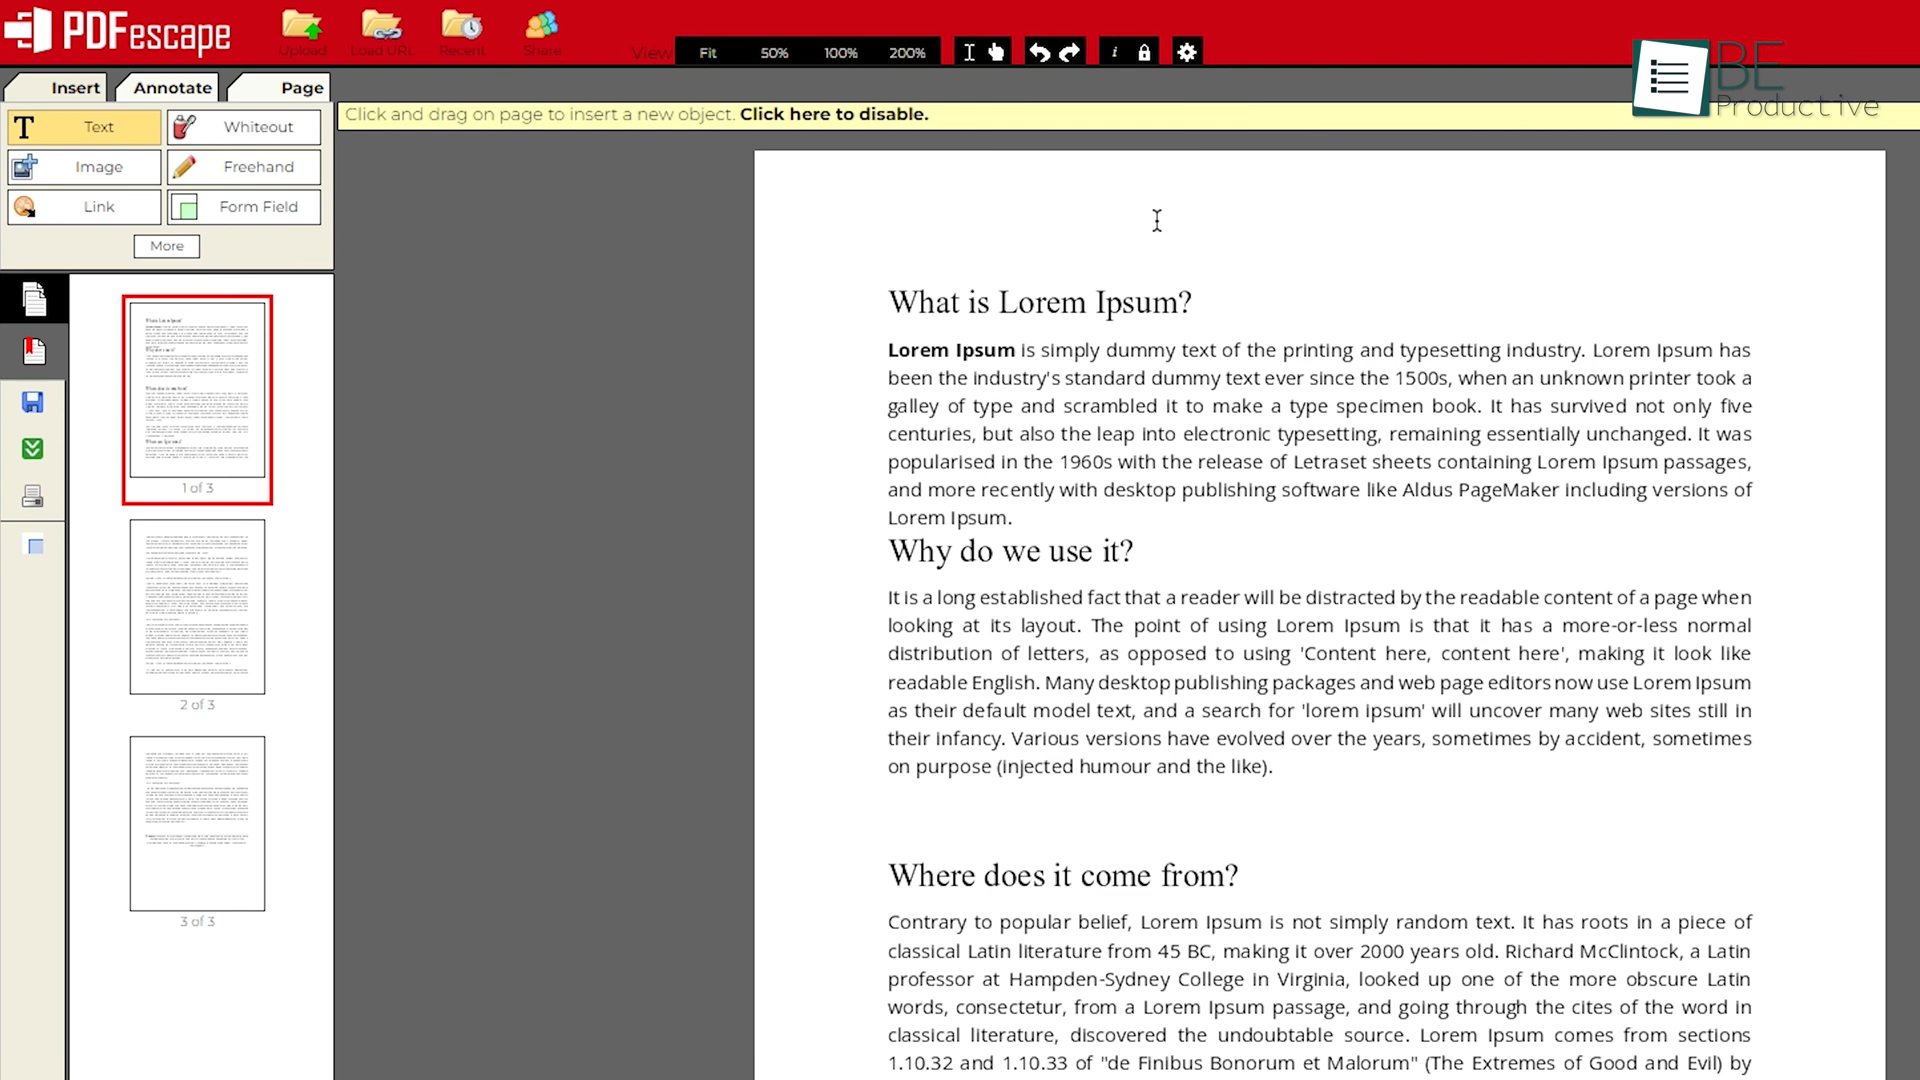 PDFescape
Upload
Load URL
Recent
Share
View
Fit
50%
100%
200%
BE
Productive
Insert
Annotate
Page
Text
Whiteout
Image
Freehand
Link
Form Field
More
Click and drag on page to insert a new object. Click here to disable.
1 of 3
2 of 3
3 of 3
What is Lorem Ipsum?
Lorem Ipsum is simply dummy text of the printing and typesetting industry. Lorem Ipsum has
been the industry's standard dummy text ever since the 1500s, when an unknown printer took a
galley of type and scrambled it to make a type specimen book. It has survived not only five
centuries, but also the leap into electronic typesetting, remaining essentially unchanged. It was
popularised in the 1960s with the release of Letraset sheets containing Lorem Ipsum passages,
and more recently with desktop publishing software like Aldus PageMaker including versions of
Lorem Ipsum.
Why do we use it?
It is a long established fact that a reader will be distracted by the readable content of a page when
looking at its layout. The point of using Lorem Ipsum is that it has a more-or-less normal
distribution of letters, as opposed to using 'Content here, content here', making it look like
readable English. Many desktop publishing packages and web page editors now use Lorem Ipsum
as their default model text, and a search for 'lorem ipsum' will uncover many web sites still in
their infancy. Various versions have evolved over the years, sometimes by accident, sometimes
on purpose (injected humour and the like).
Where does it come from?
Contrary to popular belief, Lorem Ipsum is not simply random text. It has roots in a piece of
classical Latin literature from 45 BC, making it over 2000 years old. Richard McClintock, a Latin
professor at Hampden-Sydney College in Virginia, looked up one of the more obscure Latin
words, consectetur, from a Lorem Ipsum passage, and going through the cites of the word in
classical literature, discovered the undoubtable source. Lorem Ipsum comes from sections
1.10.32 and 1.10.33 of "de Finibus Bonorum et Malorum" (The Extremes of Good and Evil) by